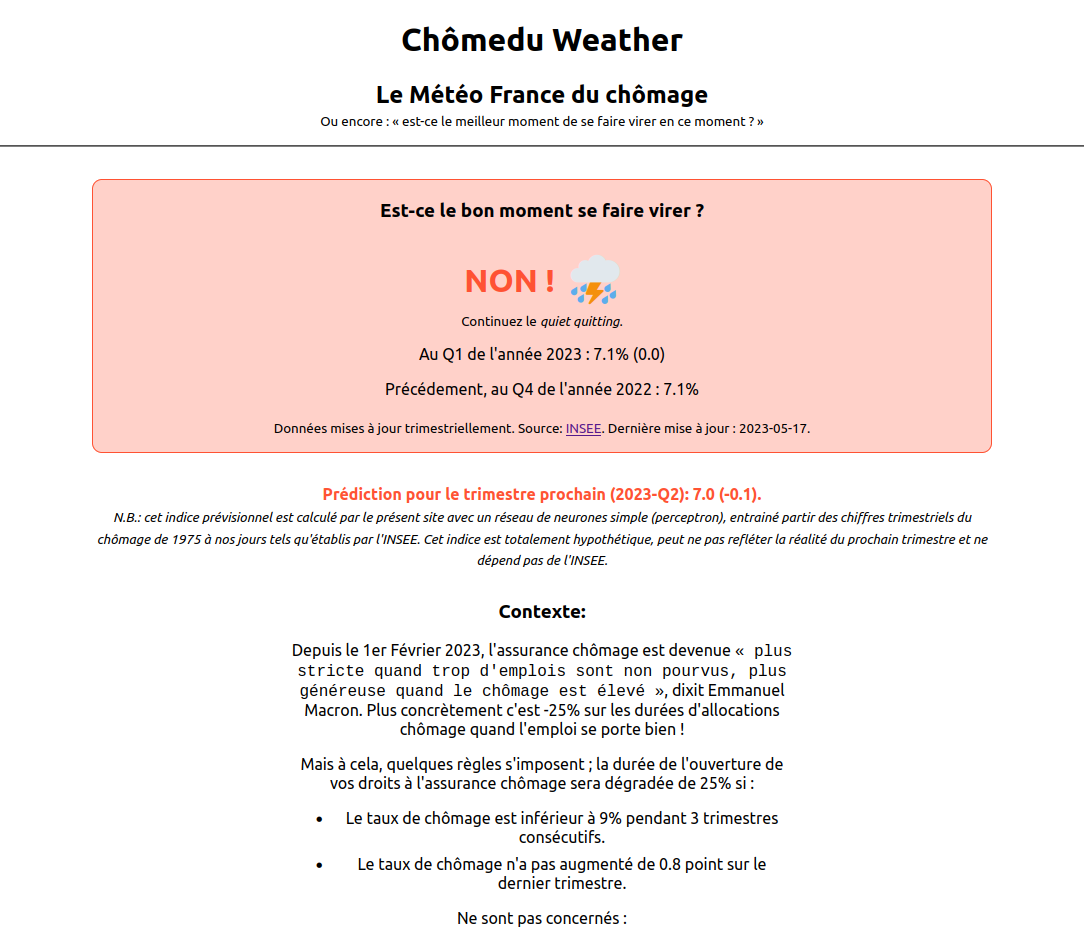 Chômedu Weather
Le Météo France du chômage
Ou encore : « est-ce le meilleur moment de se faire virer en ce moment ? »
Est-ce le bon moment se faire virer ?
NON !
Continuez le quiet quitting.
Au Q1 de l'année 2023 : 7.1% (0.0)
Précédement, au Q4 de l'année 2022 : 7.1%
Données mises à jour trimestriellement. Source: INSEE. Dernière mise à jour : 2023-05-17.
Prédiction pour le trimestre prochain (2023-Q2): 7.0 (-0.1).
N.B.: cet indice prévisionnel est calculé par le présent site avec un réseau de neurones simple (perceptron), entrainé partir des chiffres trimestriels du
chômage de 1975 à nos jours tels qu'établis par l'INSEE. Cet indice est totalement hypothétique, peut ne pas refléter la réalité du prochain trimestre et ne
dépend pas de l'INSEE.
Contexte:
Depuis le 1er Février 2023, l'assurance chômage est devenue « plus
stricte quand trop d'emplois sont non pourvus, plus
généreuse quand le chômage est élevé », dixit Emmanuel
Macron. Plus concrètement c'est -25% sur les durées d'allocations
chômage quand l'emploi se porte bien !
Mais à cela, quelques règles s'imposent ; la durée de l'ouverture de
vos droits à l'assurance chômage sera dégradée de 25% si :
• Le taux de chômage est inférieur à 9% pendant 3 trimestres
consécutifs.
• Le taux de chômage n'a pas augmenté de 0.8 point sur le
dernier trimestre.
Ne sont pas concernés :